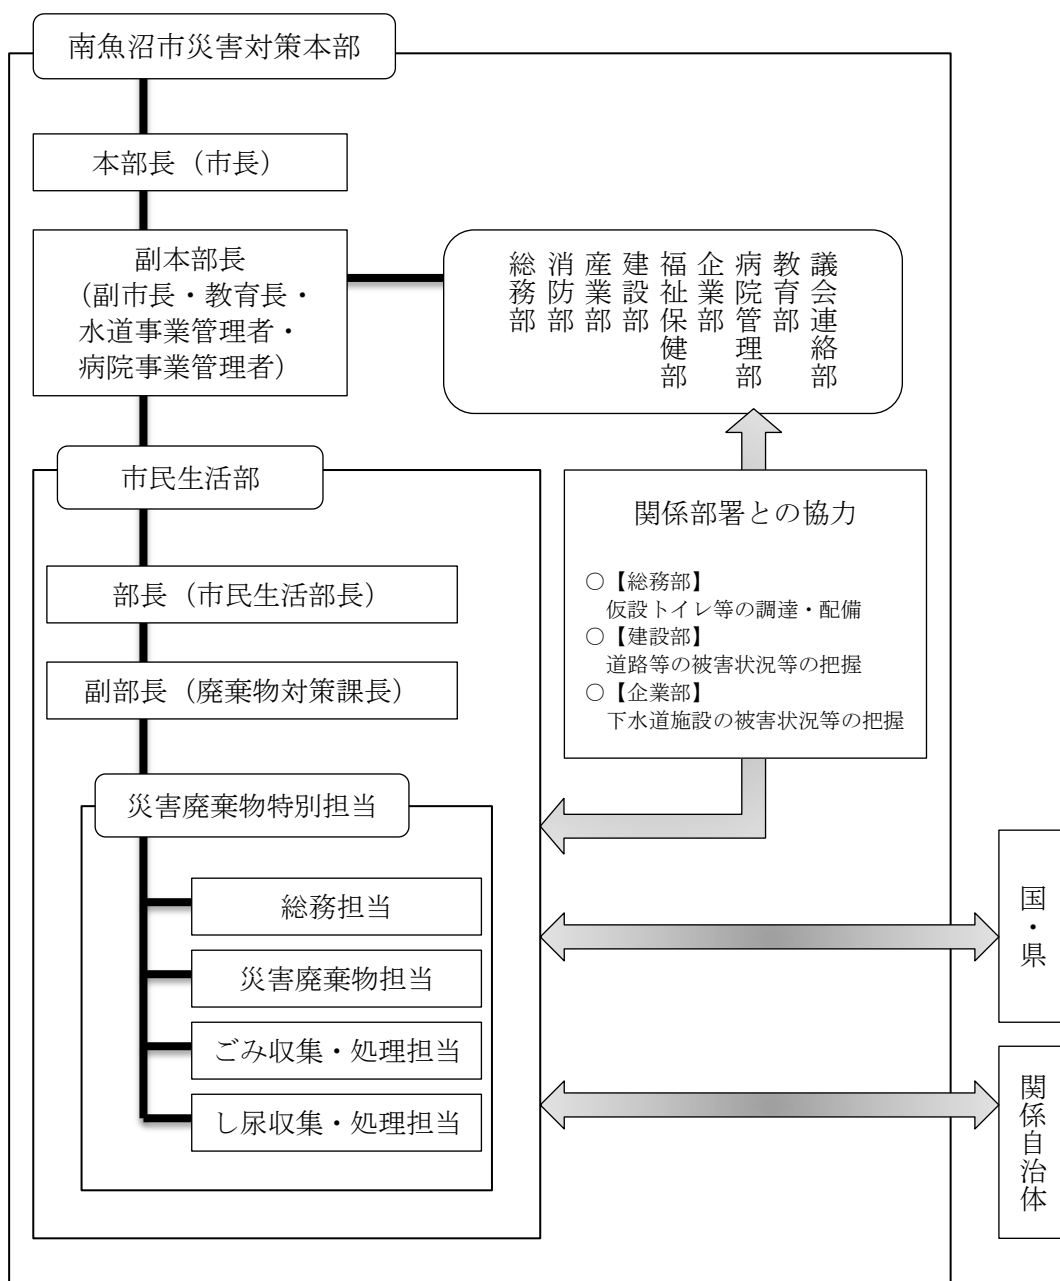 南魚沼市災害対策本部
本部長（市長）
副本部長
（副市長・教育長・
水道事業管理者・
病院事業管理者）
総務部
消防部
産業部
建設部
福祉保健部
企業部
病院管理部
教育部
議会連絡部
市民生活部
部長（市民生活部長）
副部長（廃棄物対策課長）
関係部署との協力
○【総務部】
仮設トイレ等の調達・配備
○【建設部】
道路等の被害状況等の把握
○【企業部】
下水道施設の被害状況等の把握
災害廃棄物特別担当
総務担当
災害廃棄物担当
ごみ収集・処理担当
し尿収集・処理担当
国・県
関係自治体